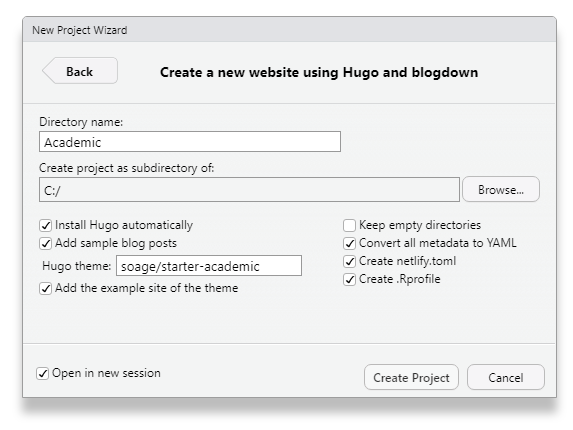 New Project Wizard
Back
Create a new website using Hugo and blogdown
Directory name:
Academic
Create project as subdirectory of:
C:/
Browse...
Install Hugo automatically
Keep empty directories
Add sample blog posts
Convert all metadata to YAML
Hugo theme: soage/starter-academic
Create netlify.toml
Create .Rprofile
Add the example site of the theme
Open in new session
Create Project
Cancel